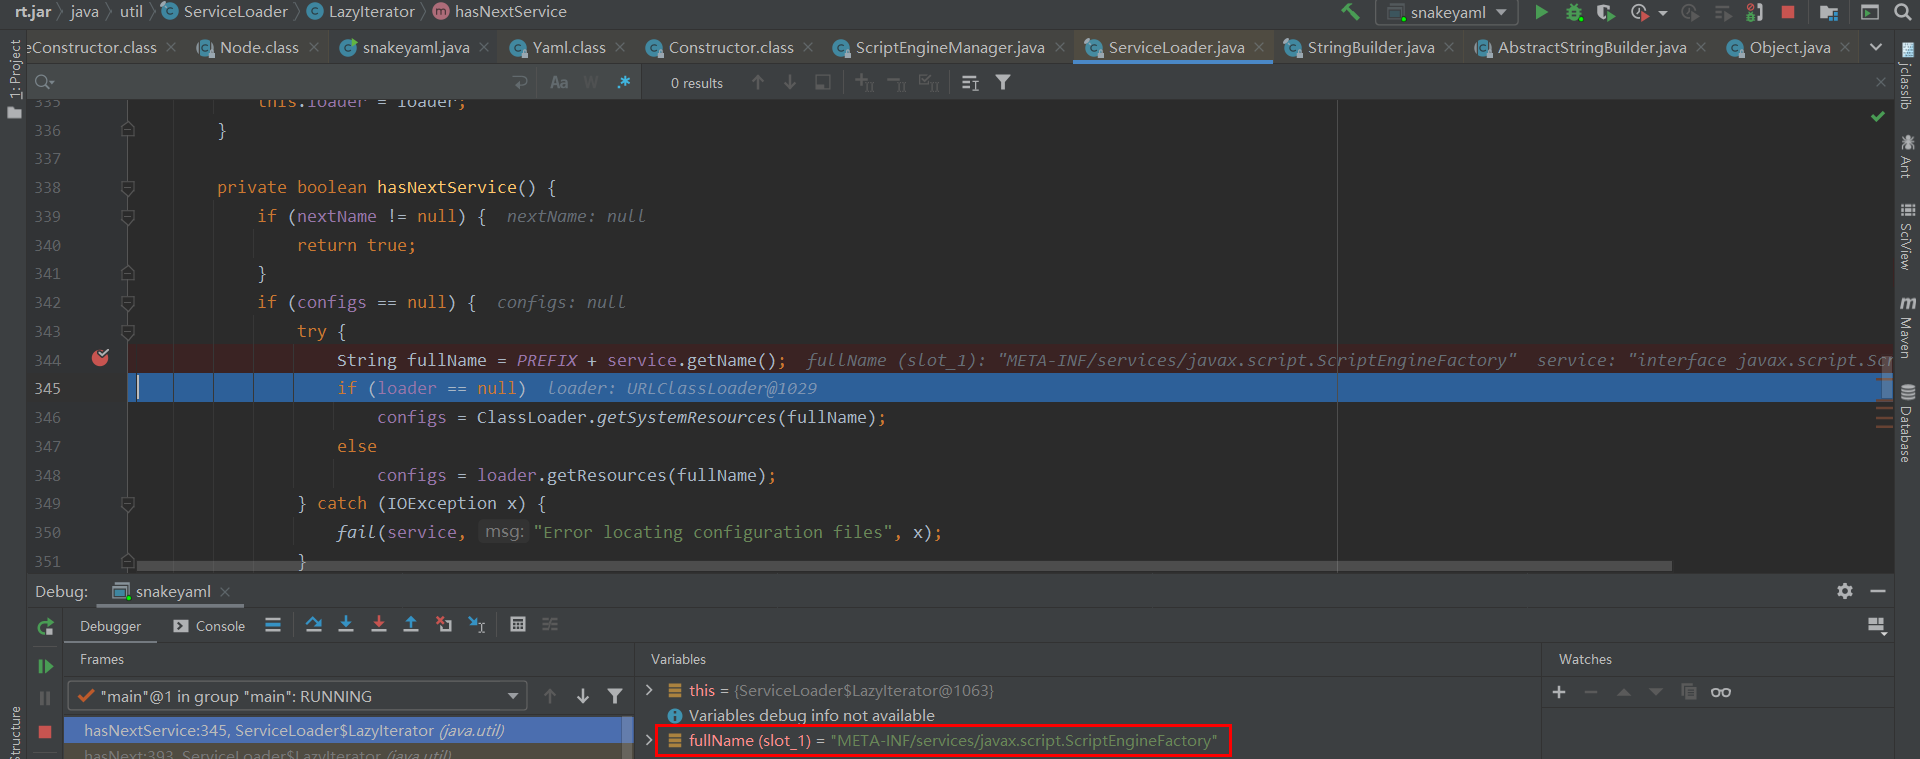 rt.jar java util ServiceLoader LazyIterator hasNextService snakeyaml
eConstructor.class Node.class snakeyaml.java Yaml.class Constructor.class ScriptEngineManager.java ServiceLoader.java StringBuilder.java AbstractStringBuilder.java Object.java
Aa W .* 0 results
1: Project
335 this.loader = loader;
336 }
337
338 private boolean hasNextService() {
339 if (nextName != null) { nextName: null
340 return true;
341 }
342 if (configs == null) { configs: null
343 try {
344 String fullName = PREFIX + service.getName(); fullName (slot_1): "META-INF/services/javax.script.ScriptEngineFactory" service: "interface javax.script.Scr
345 if (loader == null) loader: URLClassLoader@1029
346 configs = ClassLoader.getSystemResources(fullName);
347 else
348 configs = loader.getResources(fullName);
349 } catch (IOException x) {
350 fail(service, msg: "Error locating configuration files", x);
351 }
jclasslib
Ant
SciView
Maven
Database
Debug: snakeyaml
Debugger Console
Frames Variables Watches
"main"@1 in group "main": RUNNING
this = {ServiceLoader$LazyIterator@1063}
Variables debug info not available
hasNextService:345, ServiceLoader$LazyIterator (java.util)
fullName (slot_1) = "META-INF/services/javax.script.ScriptEngineFactory"
hasNext:393, ServiceLoader$LazyIterator (java.util)
Structure